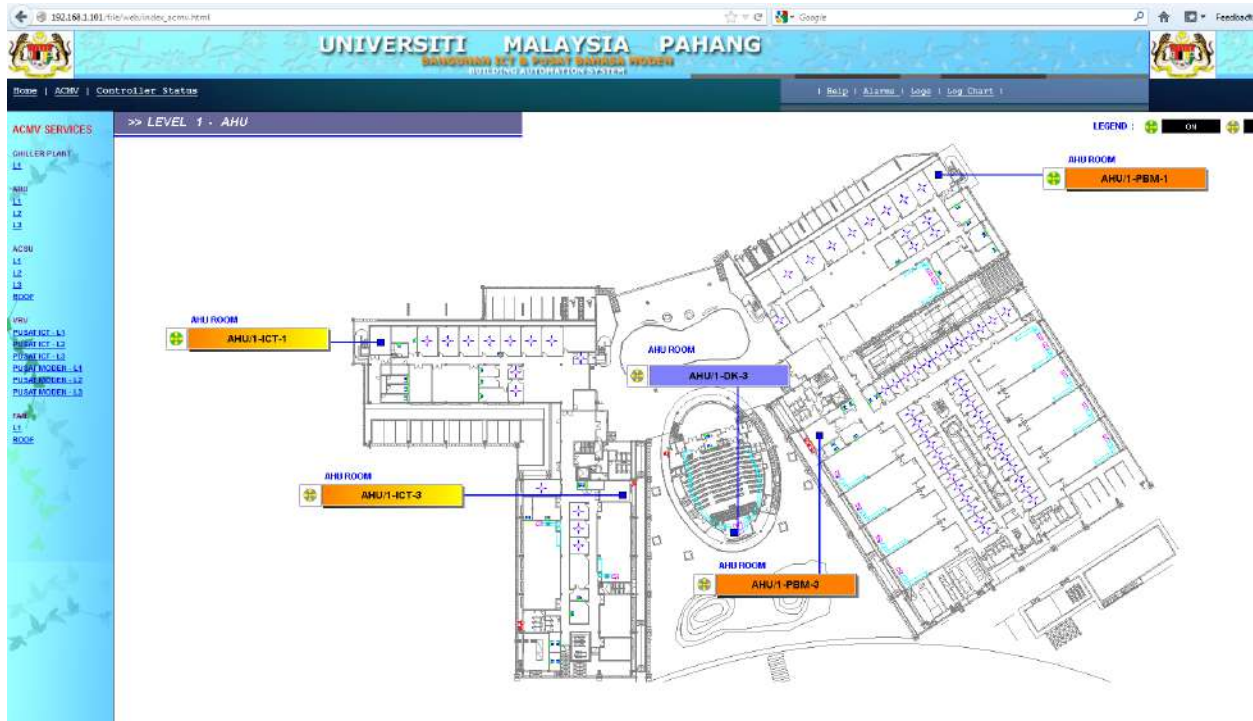 192.168.1.101/file/web/index_acmv.html
Google
Feedback
UNIVERSITI MALAYSIA PAHANG
BANGUNAN ICT & PUSAT BAHASA MODEN
BUILDING AUTOMATION SYSTEM
Home | ACMV | Controller Status
| Help | Alarms | Logs | Log Chart |
ACMV SERVICES
>> LEVEL 1 - AHU
LEGEND :
ON
CHILLER PLANT
L1
AHU
L1
L2
L3
ACSU
L1
L2
L3
ROOF
VRV
PUSAT ICT - L1
PUSAT ICT - L2
PUSAT ICT - L3
PUSAT MODEN - L1
PUSAT MODEN - L2
PUSAT MODEN - L3
L1
ROOF
AHU ROOM
AHU/1-PBM-1
AHU ROOM
AHU/1-ICT-1
AHU ROOM
AHU/1-DK-3
AHU ROOM
AHU/1-ICT-3
AHU ROOM
AHU/1-PBM-3